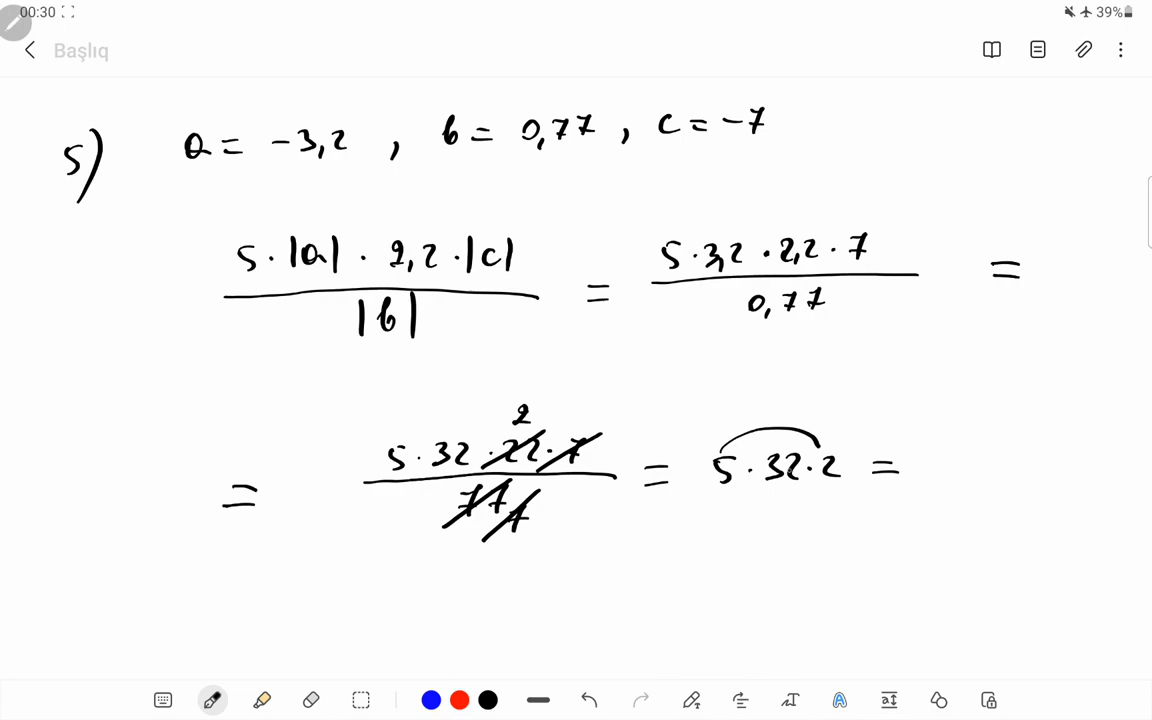 00:30 39%
Başlıq
5) a = -3,2 , b = 0,77 , c = -7
5 · |a| · 2,2 · |c| / |b| = 5 · 3,2 · 2,2 · 7 / 0,77 =
= 5 · 32 · 22 · 7 / 77 = 5 · 32 · 2 =
2
7